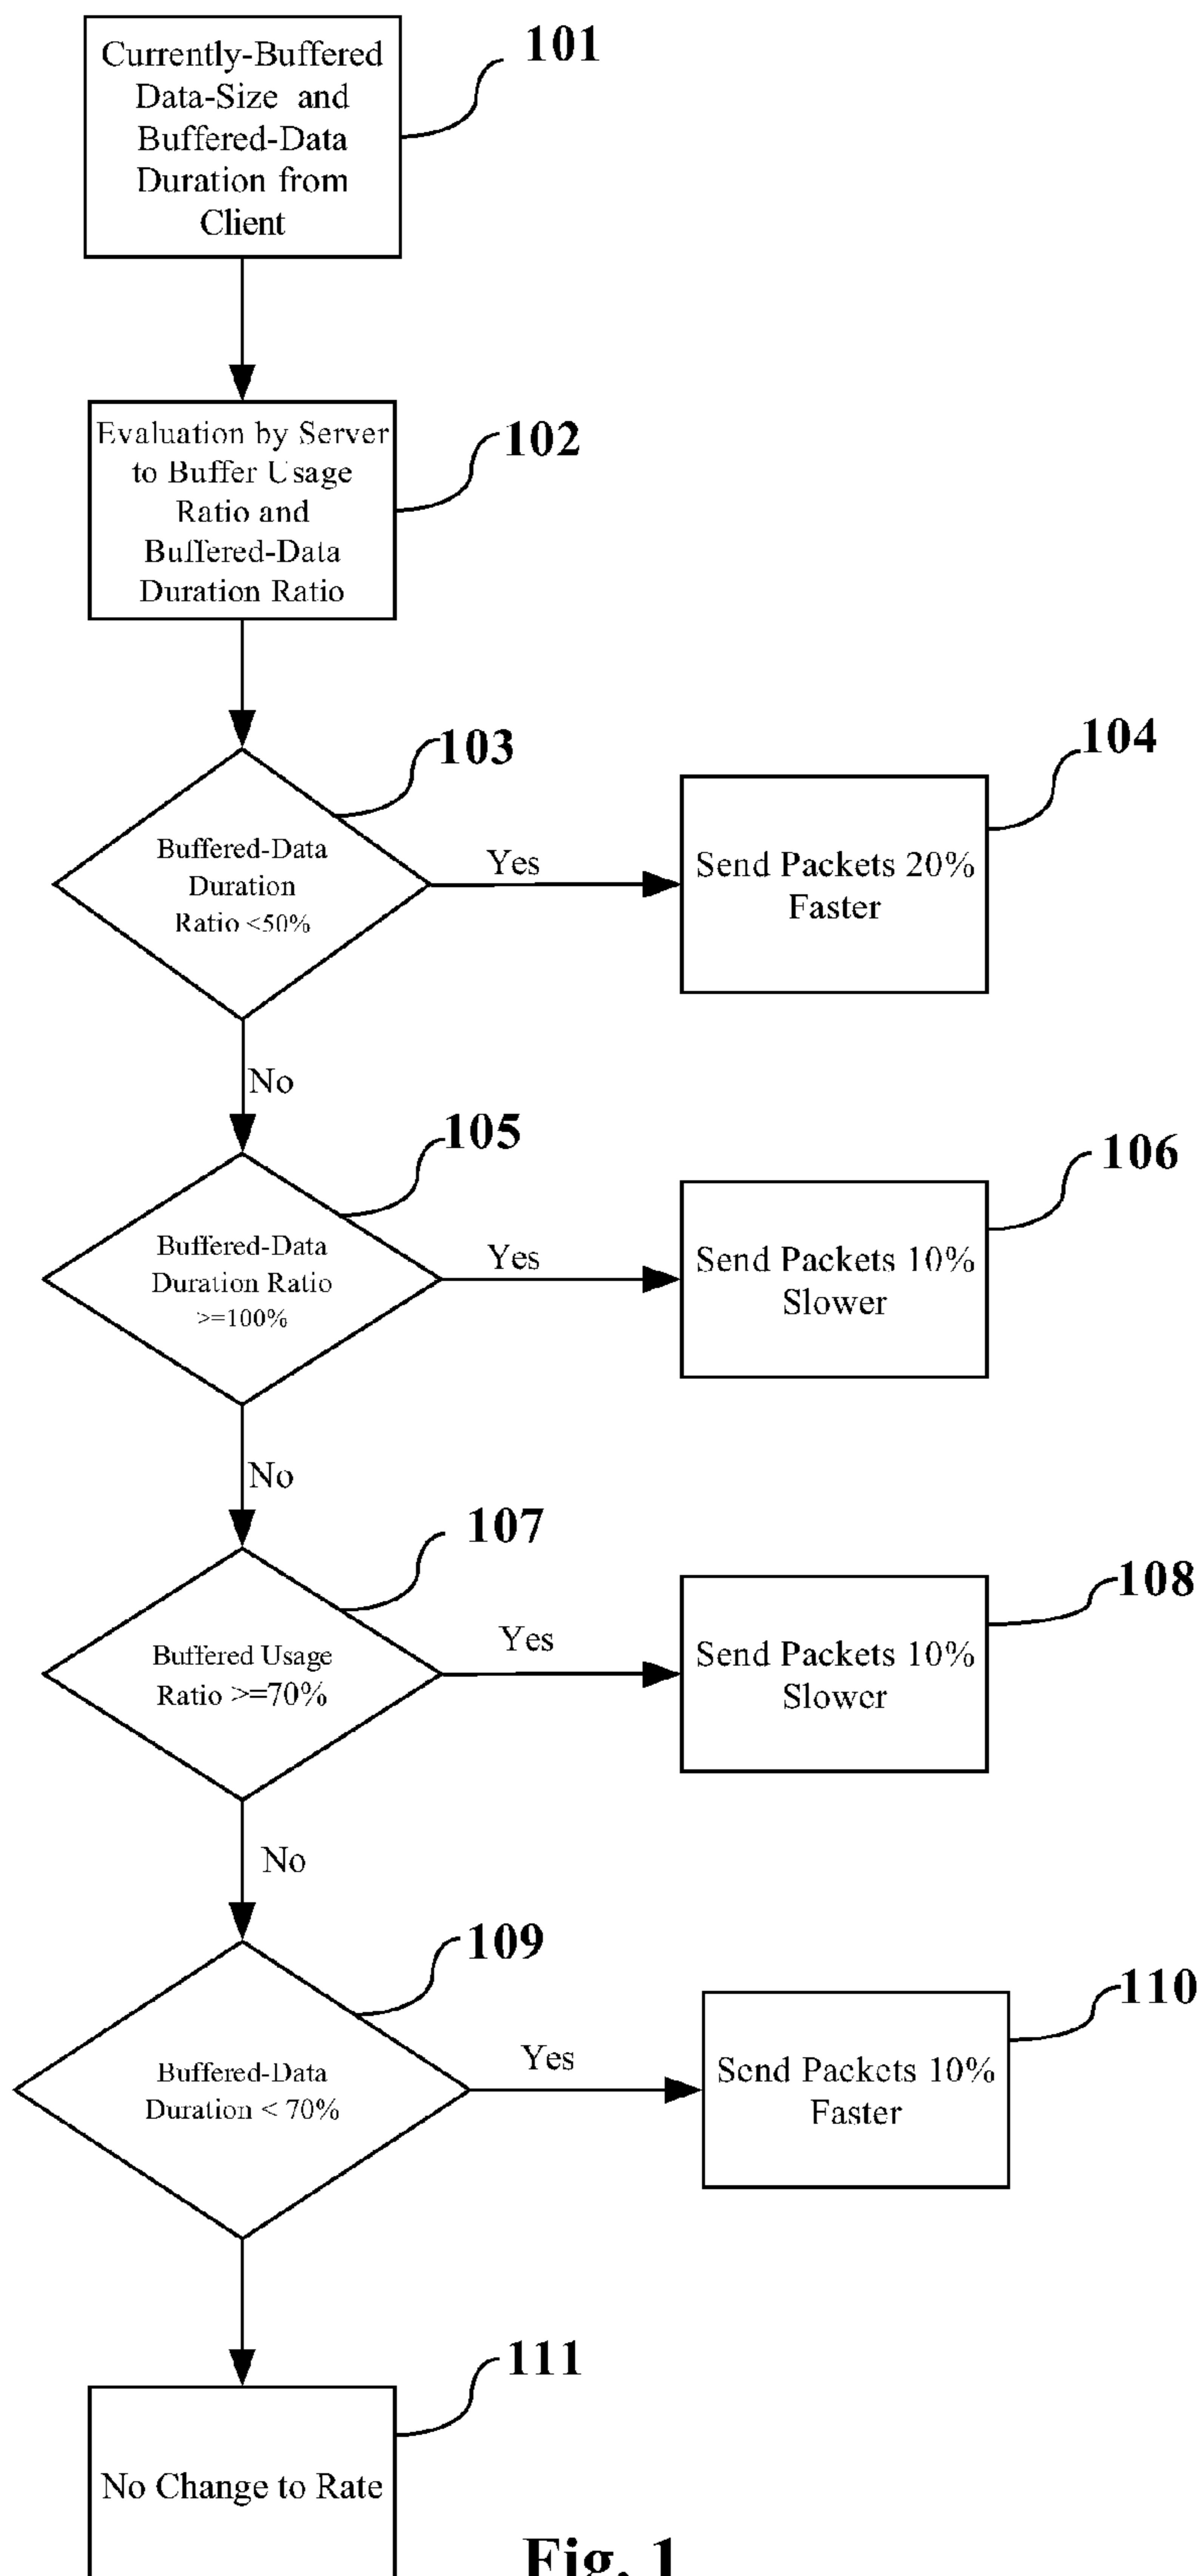 Currently-Buffered
Data-Size and
Buffered-Data
Duration from
Client
101
Evaluation by Server
to Buffer Usage
Ratio and
Buffered-Data
Duration Ratio
102
103
Buffered-Data
Duration
Ratio <50%
Yes
104
Send Packets 20%
Faster
No
105
Buffered-Data
Duration Ratio
>=100%
Yes
106
Send Packets 10%
Slower
No
107
Buffered Usage
Ratio >=70%
Yes
108
Send Packets 10%
Slower
No
109
Buffered-Data
Duration < 70%
Yes
110
Send Packets 10%
Faster
111
No Change to Rate
Fig. 1